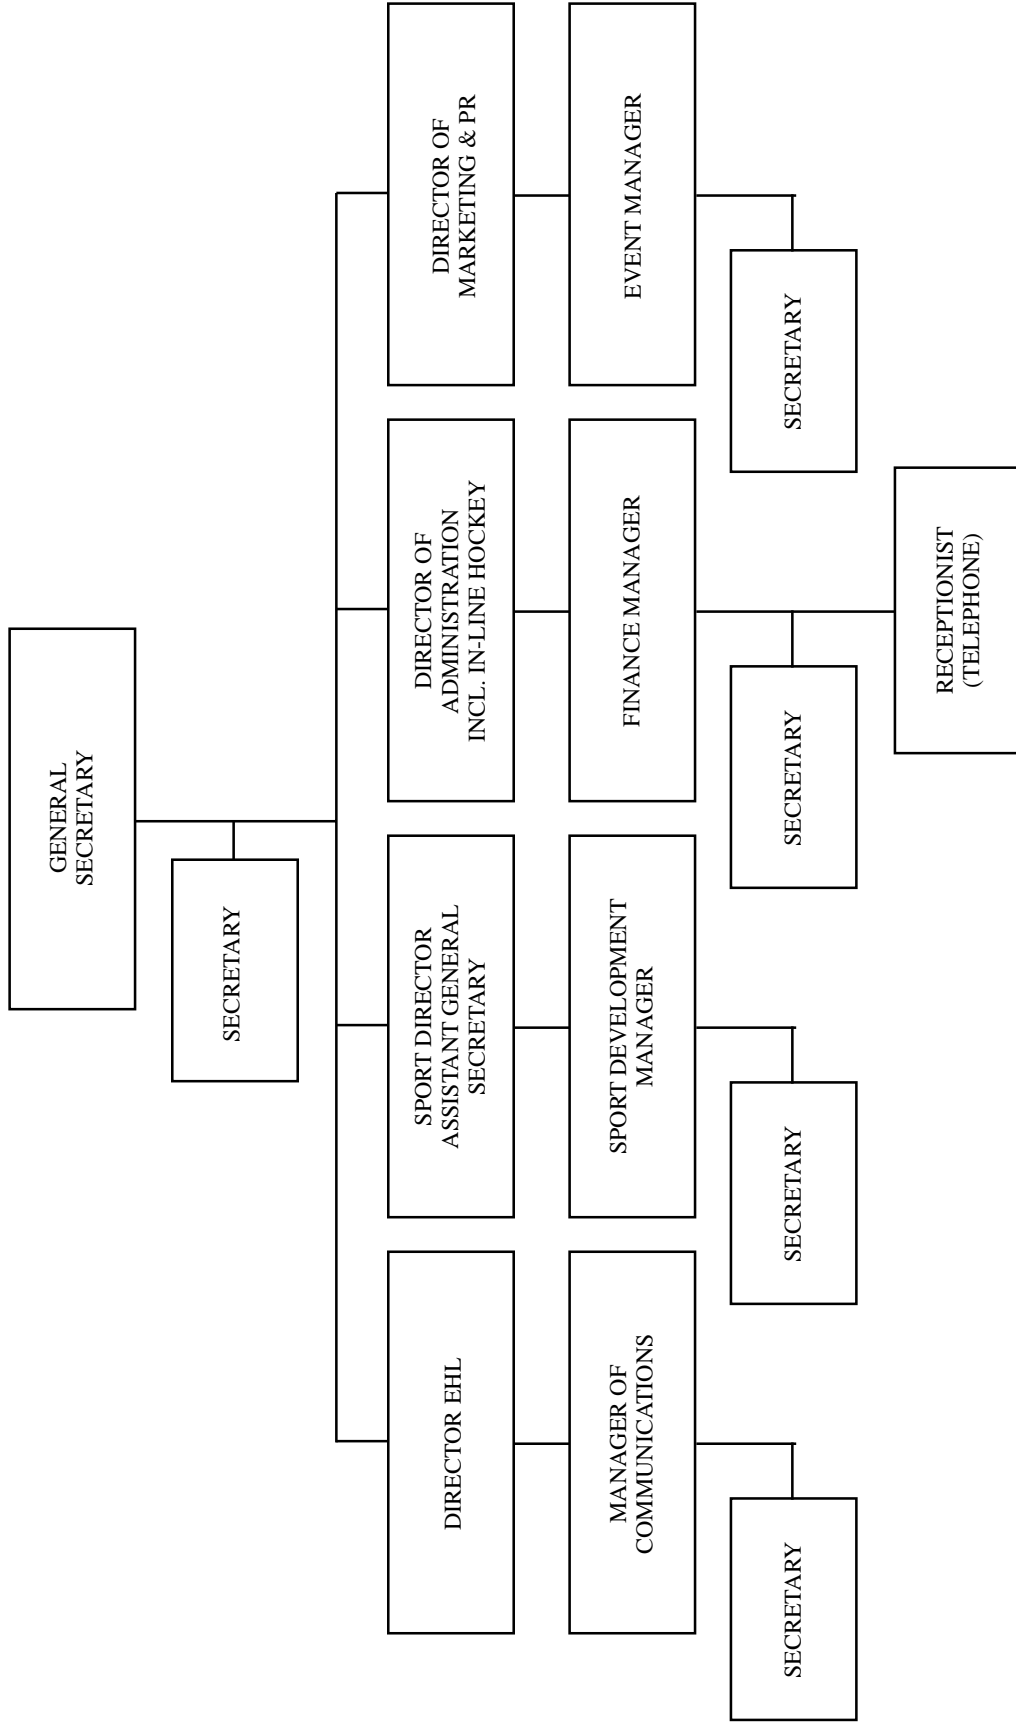 GENERAL
SECRETARY
SECRETARY
DIRECTOR EHL
SPORT DIRECTOR
ASSISTANT GENERAL
SECRETARY
DIRECTOR OF
ADMINISTRATION
INCL. IN-LINE HOCKEY
DIRECTOR OF
MARKETING & PR
MANAGER OF
COMMUNICATIONS
SPORT DEVELOPMENT
MANAGER
FINANCE MANAGER
EVENT MANAGER
SECRETARY
SECRETARY
SECRETARY
SECRETARY
RECEPTIONIST
(TELEPHONE)